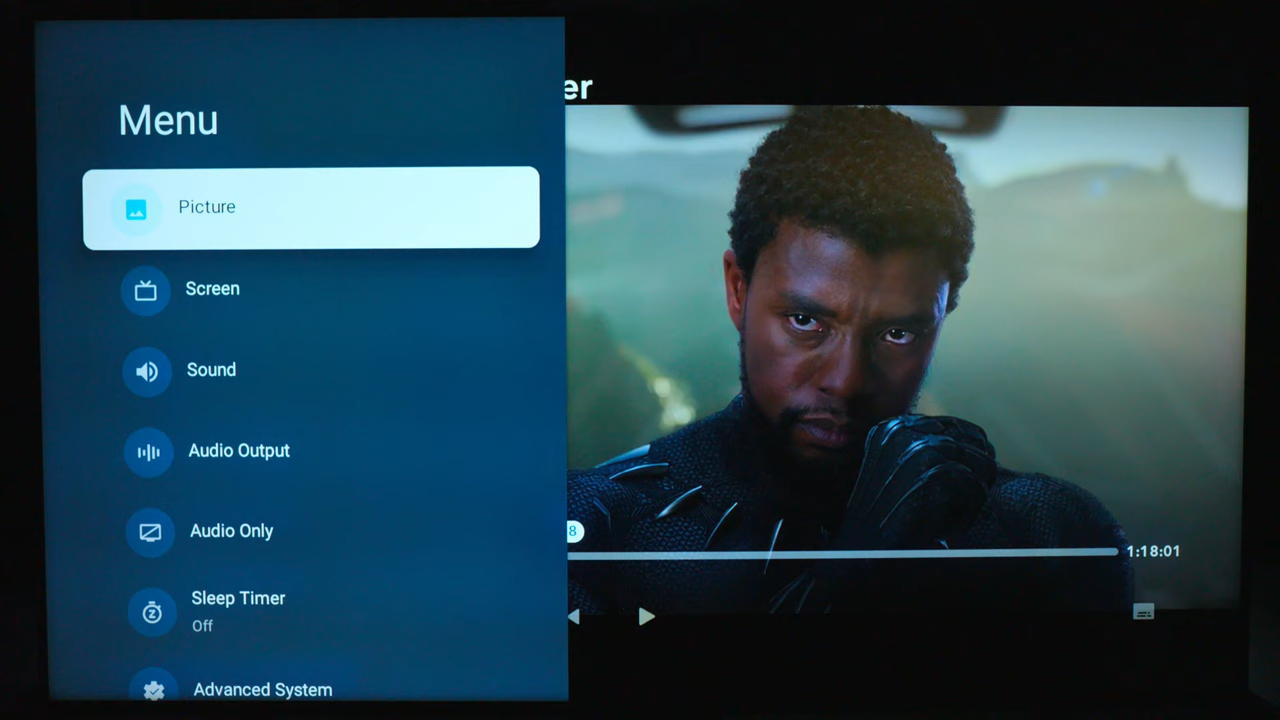 Menu
er
Picture
Screen
Sound
Audio Output
Audio Only
8
1:18:01
Sleep Timer
Off
Advanced System